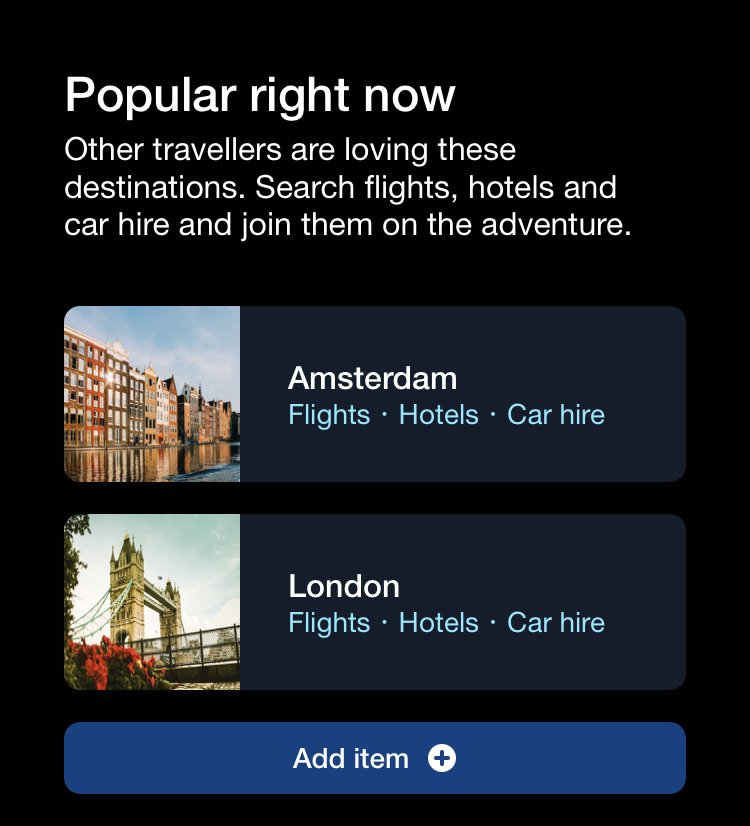 Popular right now
Other travellers are loving these
destinations. Search flights, hotels and
car hire and join them on the adventure.
Amsterdam
Flights · Hotels · Car hire
London
Flights · Hotels · Car hire
Add item